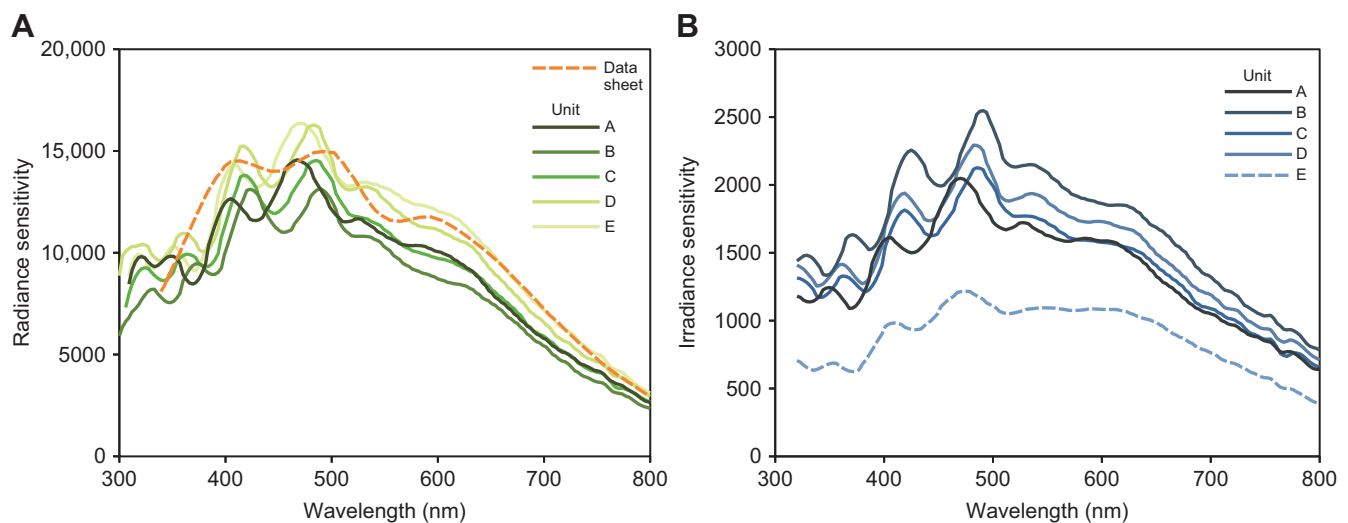 A
20,000
15,000
10,000
5000
0
Radiance sensitivity
300 400 500 600 700 800
Wavelength (nm)
Data
sheet
Unit
A
B
C
D
E
B
3000
2500
2000
1500
1000
500
0
Irradiance sensitivity
300 400 500 600 700 800
Wavelength (nm)
Unit
A
B
C
D
E